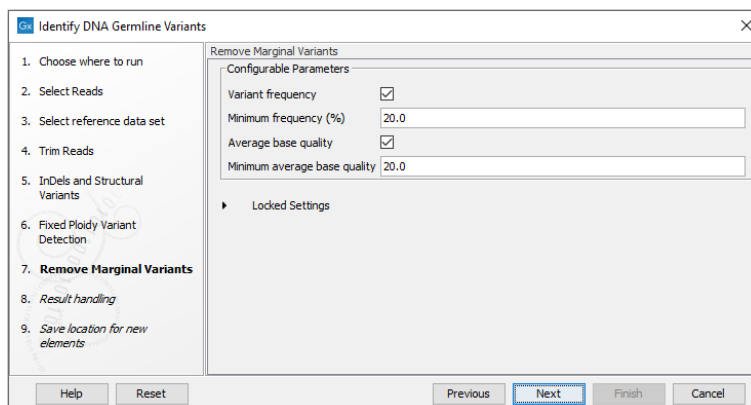 Gx Identify DNA Germline Variants
1. Choose where to run
2. Select Reads
3. Select reference data set
4. Trim Reads
5. InDels and Structural
Variants
6. Fixed Ploidy Variant
Detection
7. Remove Marginal Variants
8. Result handling
9. Save location for new
elements
Remove Marginal Variants
Configurable Parameters
Variant frequency
Minimum frequency (%) 20.0
Average base quality
Minimum average base quality 20.0
Locked Settings
Help Reset Previous Next Finish Cancel